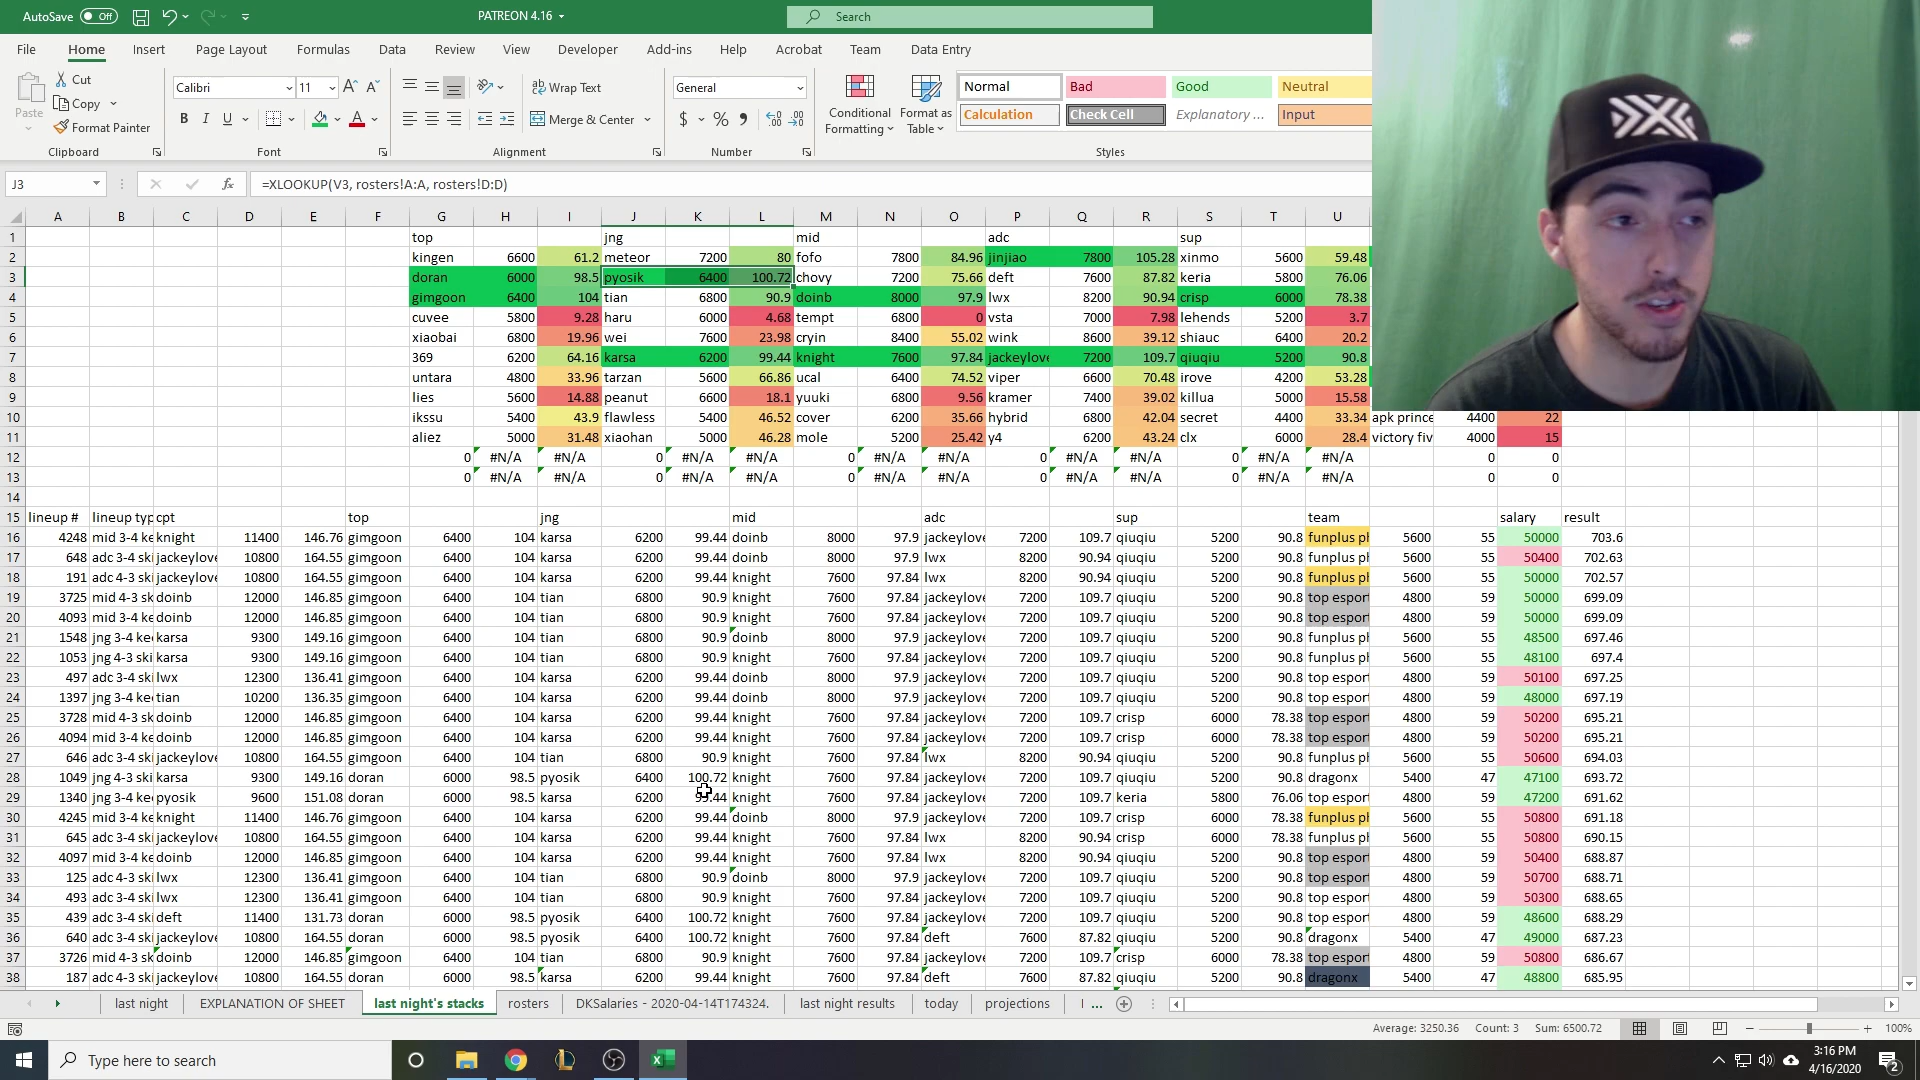 AutoSave Off PATREON 4.16 Search
File Home Insert Page Layout Formulas Data Review View Developer Add-ins Help Acrobat Team Data Entry
Cut Calibri 11 Wrap Text General Normal Bad Good Neutral
Paste Copy Conditional Format as
Format Painter B I U Merge & Center $ % Formatting Table Calculation Check Cell Explanatory ... Input
Clipboard Font Alignment Number Styles
J3 =XLOOKUP(V3, rosters!A:A, rosters!D:D)
A B C D E F G H I J K L M N O P Q R S T U
1 top jng mid adc sup
2 kingen 6600 61.2 meteor 7200 80 fofo 7800 84.96 jinjiao 7800 105.28 xinmo 5600 59.48
3 doran 6000 98.5 pyosik 6400 100.72 chovy 7200 75.66 deft 7600 87.82 keria 5800 76.06
4 gimgoon 6400 104 tian 6800 90.9 doinb 8000 97.9 lwx 8200 90.94 crisp 6000 78.38
5 cuvee 5800 9.28 haru 6000 4.68 tempt 6800 0 vsta 7000 7.98 lehends 5200 3.7
6 xiaobai 6800 19.96 wei 7600 23.98 cryin 8400 55.02 wink 8600 39.12 shiauc 6400 20.2
7 369 6200 64.16 karsa 6200 99.44 knight 7600 97.84 jackeylove 7200 109.7 qiuqiu 5200 90.8
8 untara 4800 33.96 tarzan 5600 66.86 ucal 6400 74.52 viper 6600 70.48 irove 4200 53.28
9 lies 5600 14.88 peanut 6600 18.1 yuuki 6800 9.56 kramer 7400 39.02 killua 5000 15.58
10 ikssu 5400 43.9 flawless 5400 46.52 cover 6200 35.66 hybrid 6800 42.04 secret 4400 33.34 apk prince 4400 22
11 aliez 5000 31.48 xiaohan 5000 46.28 mole 5200 25.42 y4 6200 43.24 clx 6000 28.4 victory fiv 4000 15
12 0 #N/A #N/A 0 #N/A #N/A 0 #N/A #N/A 0 #N/A #N/A 0 #N/A #N/A 0 0
13 0 #N/A #N/A 0 #N/A #N/A 0 #N/A #N/A 0 #N/A #N/A 0 #N/A #N/A 0 0
14
15 lineup # lineup typ cpt top jng mid adc sup team salary result
16 4248 mid 3-4 ke knight 11400 146.76 gimgoon 6400 104 karsa 6200 99.44 doinb 8000 97.9 jackeylove 7200 109.7 qiuqiu 5200 90.8 funplus ph 5600 55 50000 703.6
17 648 adc 3-4 ski jackeylove 10800 164.55 gimgoon 6400 104 karsa 6200 99.44 doinb 8000 97.9 lwx 8200 90.94 qiuqiu 5200 90.8 funplus ph 5600 55 50400 702.63
18 191 adc 4-3 ski jackeylove 10800 164.55 gimgoon 6400 104 karsa 6200 99.44 knight 7600 97.84 lwx 8200 90.94 qiuqiu 5200 90.8 funplus ph 5600 55 50000 702.57
19 3725 mid 4-3 sk doinb 12000 146.85 gimgoon 6400 104 tian 6800 90.9 knight 7600 97.84 jackeylove 7200 109.7 qiuqiu 5200 90.8 top esport 4800 59 50000 699.09
20 4093 mid 3-4 ke doinb 12000 146.85 gimgoon 6400 104 tian 6800 90.9 knight 7600 97.84 jackeylove 7200 109.7 qiuqiu 5200 90.8 top esport 4800 59 50000 699.09
21 1548 jng 3-4 kee karsa 9300 149.16 gimgoon 6400 104 tian 6800 90.9 doinb 8000 97.9 jackeylove 7200 109.7 qiuqiu 5200 90.8 funplus ph 5600 55 48500 697.46
22 1053 jng 4-3 ski karsa 9300 149.16 gimgoon 6400 104 tian 6800 90.9 knight 7600 97.84 jackeylove 7200 109.7 qiuqiu 5200 90.8 funplus ph 5600 55 48100 697.4
23 497 adc 3-4 ski lwx 12300 136.41 gimgoon 6400 104 karsa 6200 99.44 doinb 8000 97.9 jackeylove 7200 109.7 qiuqiu 5200 90.8 top esport 4800 59 50100 697.25
24 1397 jng 3-4 kee tian 10200 136.35 gimgoon 6400 104 karsa 6200 99.44 doinb 8000 97.9 jackeylove 7200 109.7 qiuqiu 5200 90.8 top esport 4800 59 48000 697.19
25 3728 mid 4-3 sk doinb 12000 146.85 gimgoon 6400 104 karsa 6200 99.44 knight 7600 97.84 jackeylove 7200 109.7 crisp 6000 78.38 top esport 4800 59 50200 695.21
26 4094 mid 3-4 ke doinb 12000 146.85 gimgoon 6400 104 karsa 6200 99.44 knight 7600 97.84 jackeylove 7200 109.7 crisp 6000 78.38 top esport 4800 59 50200 695.21
27 646 adc 3-4 ski jackeylove 10800 164.55 gimgoon 6400 104 tian 6800 90.9 knight 7600 97.84 lwx 8200 90.94 qiuqiu 5200 90.8 funplus ph 5600 55 50600 694.03
28 1049 jng 4-3 ski karsa 9300 149.16 doran 6000 98.5 pyosik 6400 100.72 knight 7600 97.84 jackeylove 7200 109.7 qiuqiu 5200 90.8 dragonx 5400 47 47100 693.72
29 1340 jng 3-4 kee pyosik 9600 151.08 doran 6000 98.5 karsa 6200 99.44 knight 7600 97.84 jackeylove 7200 109.7 keria 5800 76.06 top esport 4800 59 47200 691.62
30 4245 mid 3-4 ke knight 11400 146.76 gimgoon 6400 104 karsa 6200 99.44 doinb 8000 97.9 jackeylove 7200 109.7 crisp 6000 78.38 funplus ph 5600 55 50800 691.18
31 645 adc 3-4 ski jackeylove 10800 164.55 gimgoon 6400 104 karsa 6200 99.44 knight 7600 97.84 lwx 8200 90.94 crisp 6000 78.38 funplus ph 5600 55 50800 690.15
32 4097 mid 3-4 ke doinb 12000 146.85 gimgoon 6400 104 karsa 6200 99.44 knight 7600 97.84 lwx 8200 90.94 qiuqiu 5200 90.8 top esport 4800 59 50400 688.87
33 125 adc 4-3 ski lwx 12300 136.41 gimgoon 6400 104 tian 6800 90.9 doinb 8000 97.9 jackeylove 7200 109.7 qiuqiu 5200 90.8 top esport 4800 59 50700 688.71
34 493 adc 3-4 ski lwx 12300 136.41 gimgoon 6400 104 tian 6800 90.9 knight 7600 97.84 jackeylove 7200 109.7 qiuqiu 5200 90.8 top esport 4800 59 50300 688.65
35 439 adc 3-4 ski deft 11400 131.73 doran 6000 98.5 pyosik 6400 100.72 knight 7600 97.84 jackeylove 7200 109.7 qiuqiu 5200 90.8 top esport 4800 59 48600 688.29
36 640 adc 3-4 ski jackeylove 10800 164.55 doran 6000 98.5 pyosik 6400 100.72 knight 7600 97.84 deft 7600 87.82 qiuqiu 5200 90.8 dragonx 5400 47 49000 687.23
37 3726 mid 4-3 sk doinb 12000 146.85 gimgoon 6400 104 tian 6800 90.9 knight 7600 97.84 jackeylove 7200 109.7 crisp 6000 78.38 top esport 4800 59 50800 686.67
38 187 adc 4-3 ski jackeylove 10800 164.55 doran 6000 98.5 karsa 6200 99.44 knight 7600 97.84 deft 7600 87.82 qiuqiu 5200 90.8 dragonx 5400 47 48800 685.95
last night EXPLANATION OF SHEET last night's stacks rosters DKSalaries - 2020-04-14T174324. last night results today projections ...
Average: 3250.36 Count: 3 Sum: 6500.72 100%
Type here to search 3:16 PM
4/16/2020 2